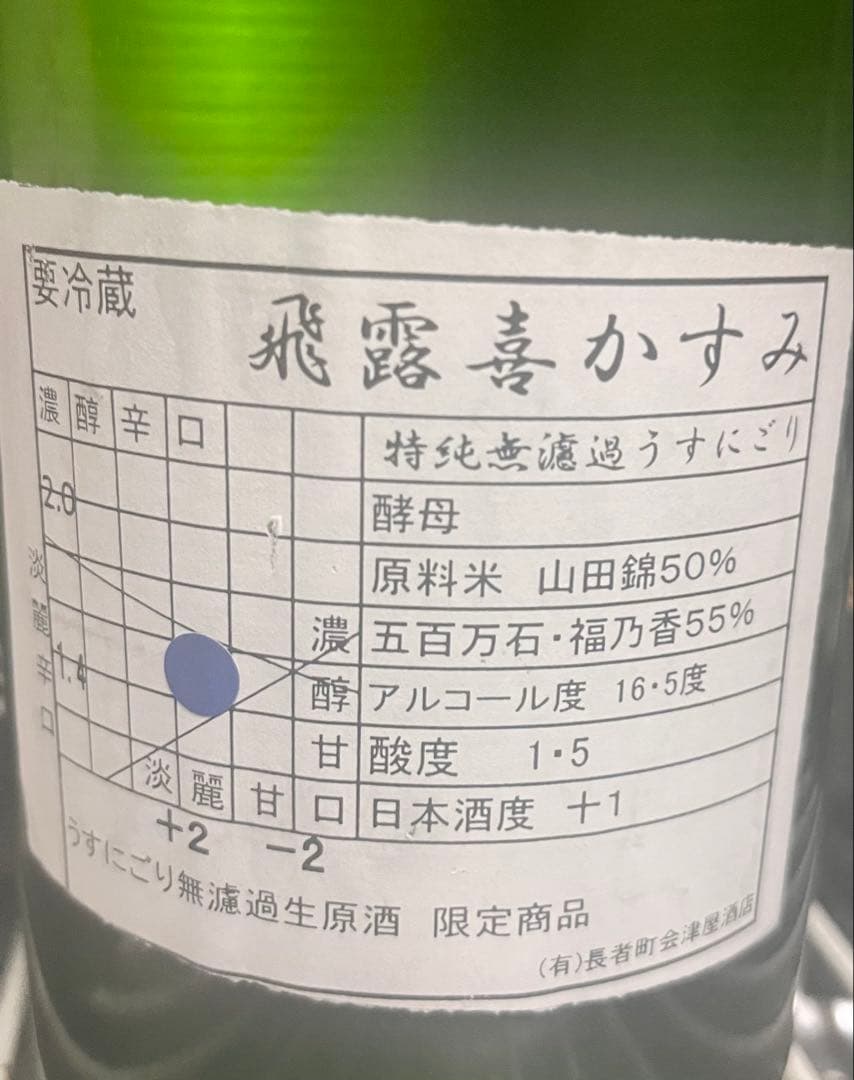 要冷蔵
飛露喜かすみ
濃醇辛口
特純無濾過うすにごり
2.0
酵母
原料米 山田錦50%
五百万石・福乃香55%
アルコール度 16・5度
酸度 1・5
日本酒度 +1
淡麗辛口
1.4
濃醇甘口
淡麗甘口
+2 -2
うすにごり無濾過生原酒 限定商品
(有)長者町会津屋酒店